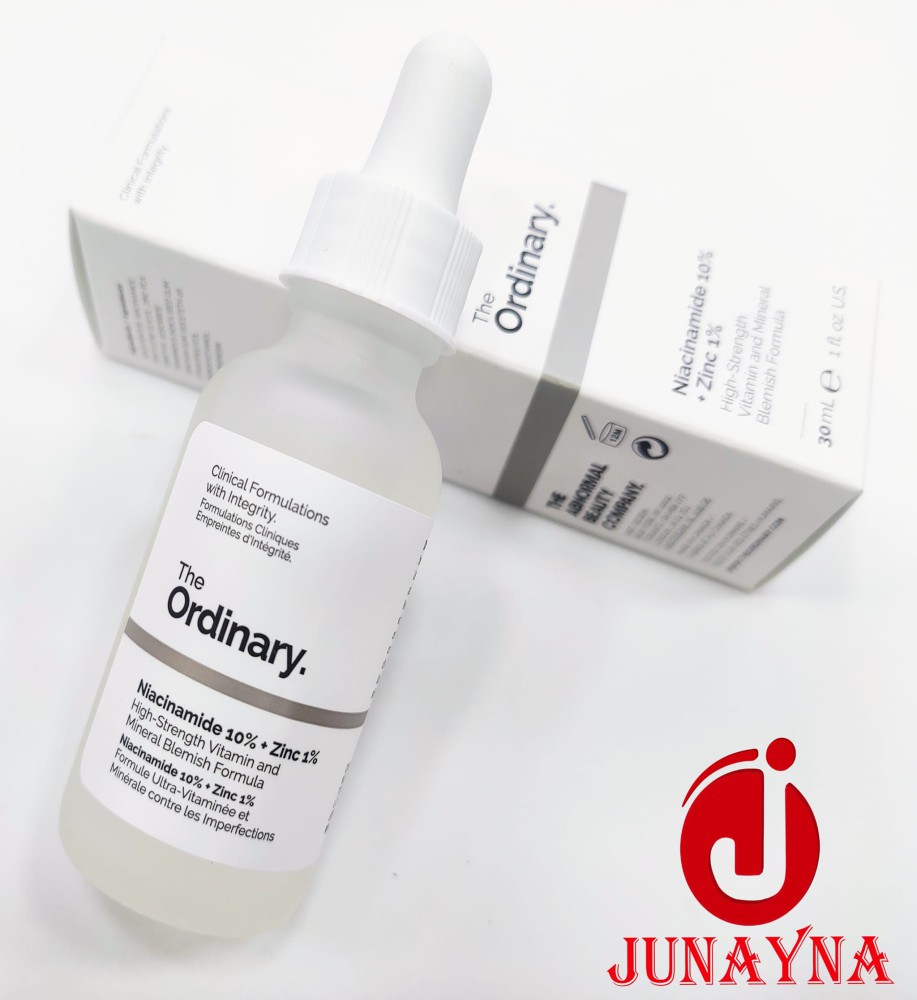 Clinical Formulations
with Integrity.
The
Ordinary.
Niacinamide 10%
+ Zinc 1%
High-Strength
Vitamin and Mineral
Blemish Formula
30 mL ℮ 1 fl oz US
12M
THE
ABNORMAL
BEAUTY
COMPANY.
Clinical Formulations
with Integrity.
Formulations Cliniques
Empreintes d'Intégrité.
The
Ordinary.
Niacinamide 10% + Zinc 1%
High-Strength Vitamin and
Mineral Blemish Formula
Niacinamide 10% + Zinc 1%
Formule Ultra-Vitaminée et
Minérale contre les Imperfections
J
JUNAYNA